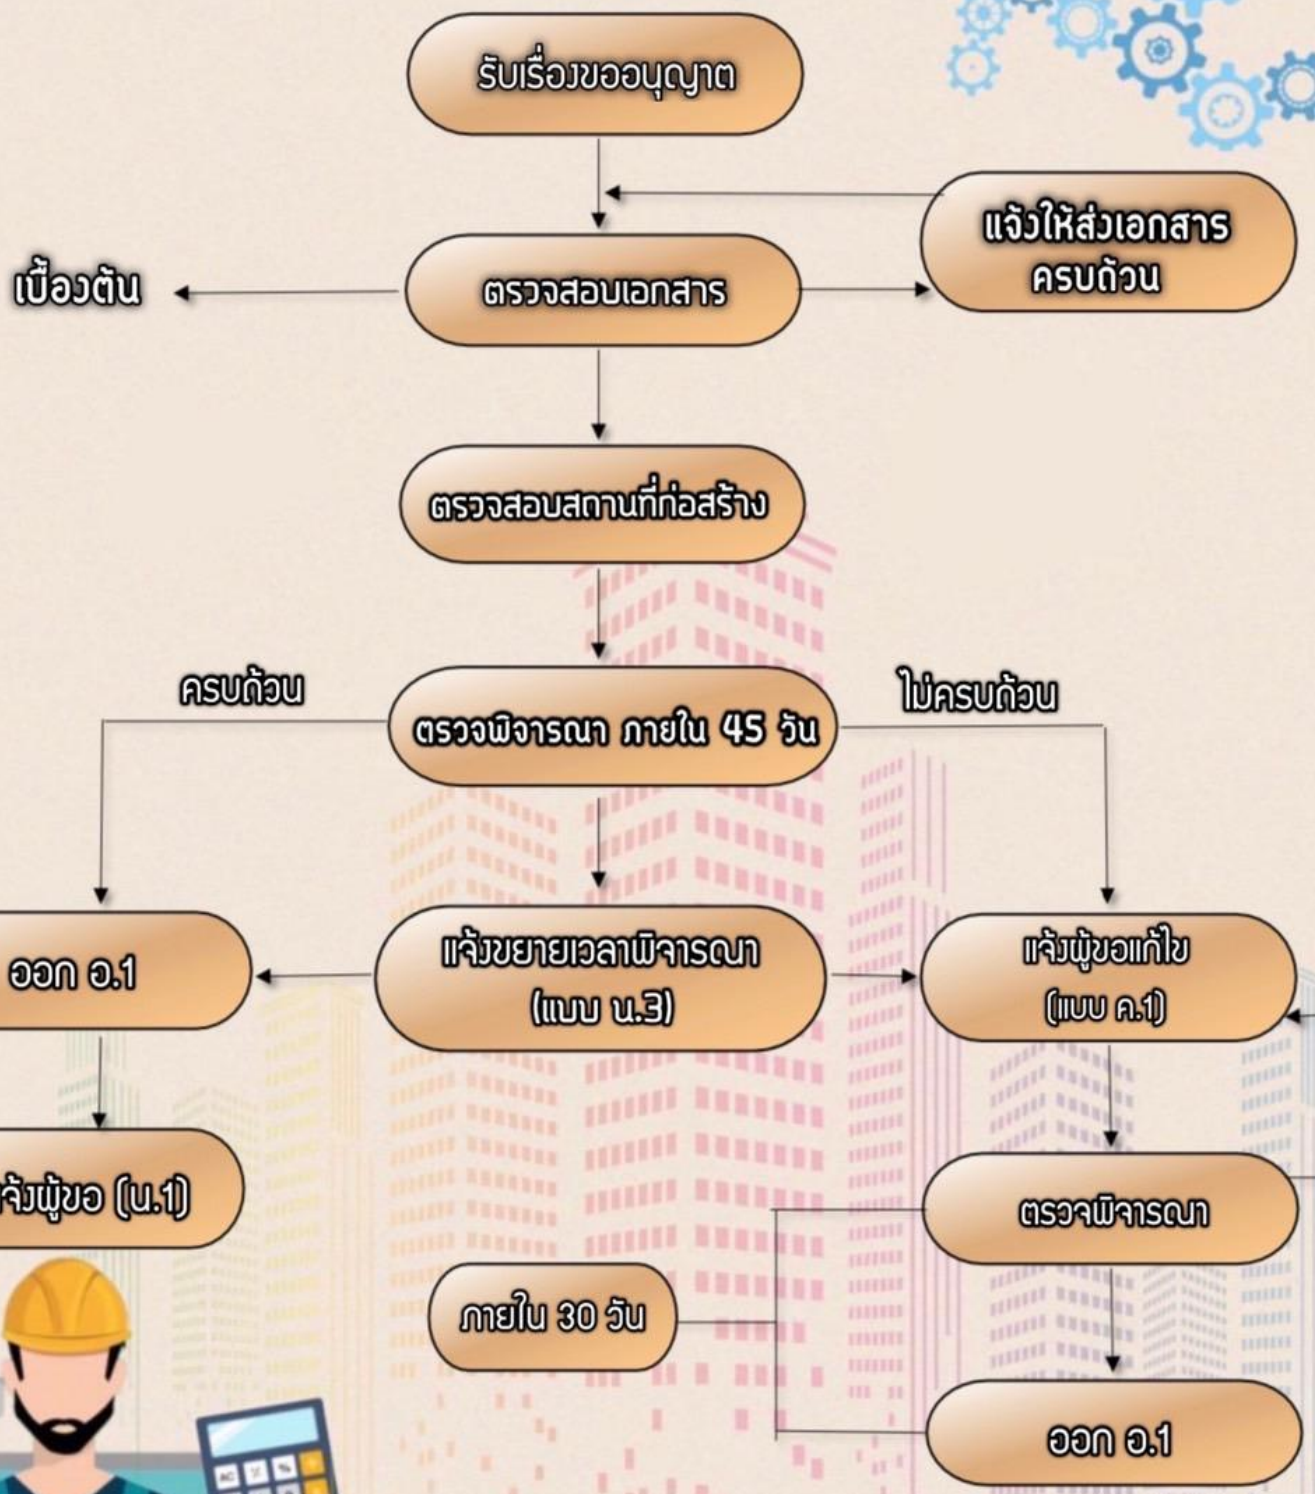 รับเรื่องขออนุญาต
แจ้งให้ส่งเอกสาร
ครบถ้วน
เบื้องต้น
ตรวจสอบเอกสาร
ตรวจสอบสถานที่ก่อสร้าง
ครบถ้วน
ไม่ครบถ้วน
ตรวจพิจารณา ภายใน 45 วัน
ออก อ.1
แจ้งขยายเวลาพิจารณา
(แบบ น.3)
แจ้งผู้ขอแก้ไข
(แบบ ค.1)
แจ้งผู้ขอ (น.1)
ตรวจพิจารณา
ภายใน 30 วัน
ออก อ.1
AC % %